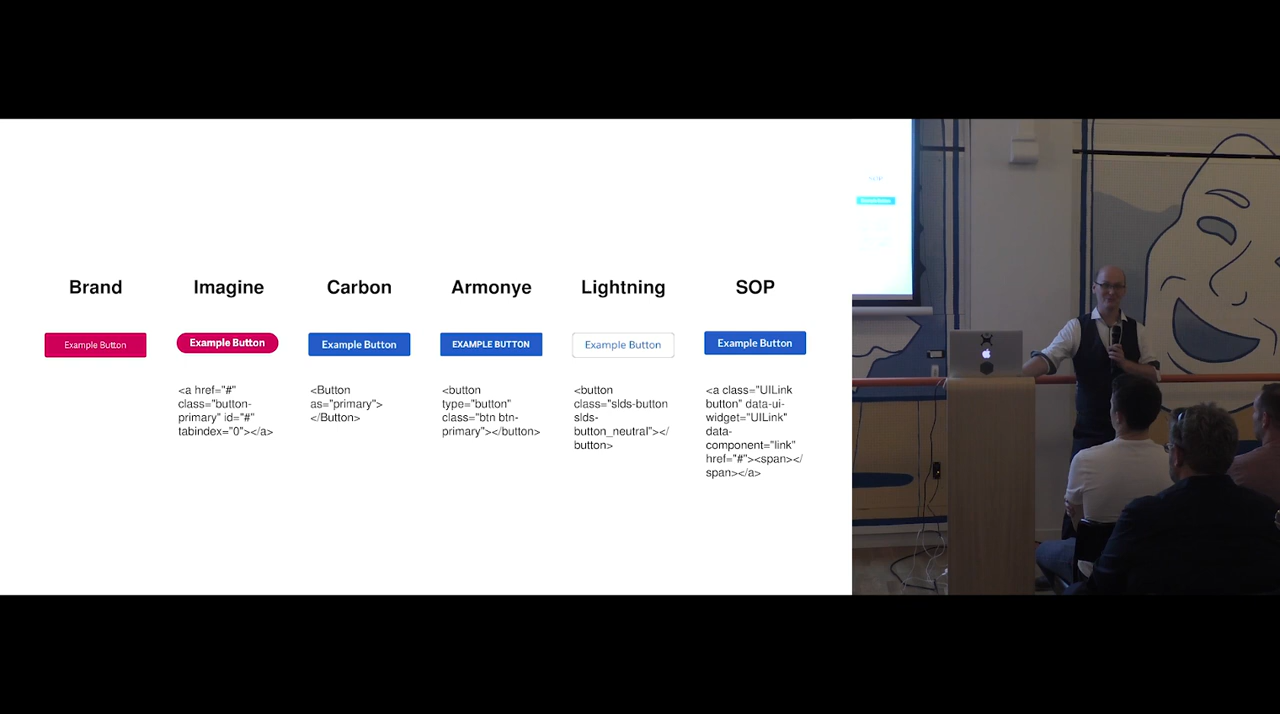 Brand
Imagine
Carbon
Armonye
Lightning
SOP
Example Button
Example Button
Example Button
EXAMPLE BUTTON
Example Button
Example Button
<a href="#"
class="button-
primary" id="#"
tabindex="0"></a>
<Button
as="primary">
</Button>
<button
type="button"
class="btn btn-
primary"></button>
<button
class="slds-button
slds-
button_neutral"></
button>
<a class="UILink
button" data-ui-
widget="UILink"
data-
component="link"
href="#"><span></
span></a>